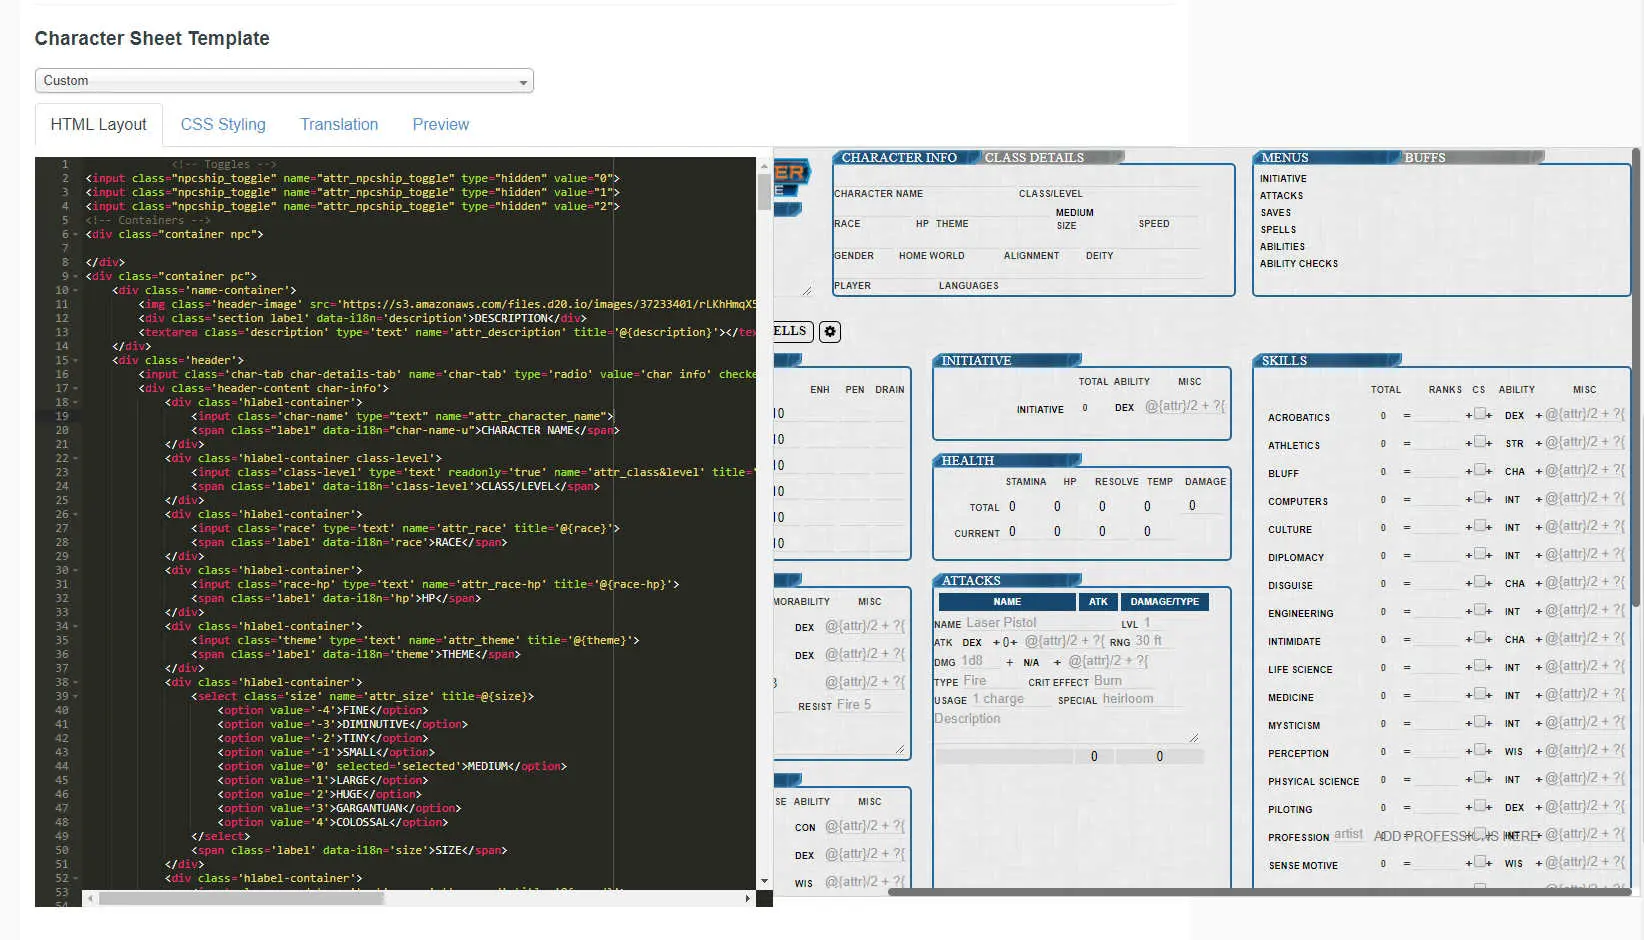 Character Sheet Template
Custom
HTML Layout CSS Styling Translation Preview
1 <!-- Toggles -->
2 <input class="npcship_toggle" name="attr_npcship_toggle" type="hidden" value="0">
3 <input class="npcship_toggle" name="attr_npcship_toggle" type="hidden" value="1">
4 <input class="npcship_toggle" name="attr_npcship_toggle" type="hidden" value="2">
5 <!-- Containers -->
6 <div class="container npc">
7
8 </div>
9 <div class="container pc">
10 <div class='name-container'>
11 <img class='header-image' src='https://s3.amazonaws.com/files.d20.io/images/37233401/rLKhHmqX5
12 <div class='section label' data-i18n='description'>DESCRIPTION</div>
13 <textarea class='description' type='text' name='attr_description' title='@{description}'></tex
14 </div>
15 <div class='header'>
16 <input class='char-tab char-details-tab' name='char-tab' type='radio' value='char info' checke
17 <div class='header-content char-info'>
18 <div class='hlabel-container'>
19 <input class='char-name' type="text" name="attr_character_name">
20 <span class="label" data-i18n="char-name-u">CHARACTER NAME</span>
21 </div>
22 <div class='hlabel-container class-level'>
23 <input class='class-level' type='text' readonly='true' name='attr_class&level' title='
24 <span class='label' data-i18n='class-level'>CLASS/LEVEL</span>
25 </div>
26 <div class='hlabel-container'>
27 <input class='race' type='text' name='attr_race' title='@{race}'>
28 <span class='label' data-i18n='race'>RACE</span>
29 </div>
30 <div class='hlabel-container'>
31 <input class='race-hp' type='text' name='attr_race-hp' title='@{race-hp}'>
32 <span class='label' data-i18n='hp'>HP</span>
33 </div>
34 <div class='hlabel-container'>
35 <input class='theme' type='text' name='attr_theme' title='@{theme}'>
36 <span class='label' data-i18n='theme'>THEME</span>
37 </div>
38 <div class='hlabel-container'>
39 <select class='size' name='attr_size' title=@{size}>
40 <option value='-4'>FINE</option>
41 <option value='-3'>DIMINUTIVE</option>
42 <option value='-2'>TINY</option>
43 <option value='-1'>SMALL</option>
44 <option value='0' selected='selected'>MEDIUM</option>
45 <option value='1'>LARGE</option>
46 <option value='2'>HUGE</option>
47 <option value='3'>GARGANTUAN</option>
48 <option value='4'>COLOSSAL</option>
49 </select>
50 <span class='label' data-i18n='size'>SIZE</span>
51 </div>
52 <div class='hlabel-container'>
53
54
ER
E
CHARACTER INFO CLASS DETAILS
CHARACTER NAME CLASS/LEVEL
MEDIUM
RACE HP THEME SIZE SPEED
GENDER HOME WORLD ALIGNMENT DEITY
PLAYER LANGUAGES
MENUS BUFFS
INITIATIVE
ATTACKS
SAVES
SPELLS
ABILITIES
ABILITY CHECKS
ELLS
ENH PEN DRAIN
10
10
10
10
10
10
MORABILITY MISC
DEX @{attr}/2 + ?{
DEX @{attr}/2 + ?{
3 @{attr}/2 + ?{
RESIST Fire 5
SE ABILITY MISC
CON @{attr}/2 + ?{
DEX @{attr}/2 + ?{
WIS @{attr}/2 + ?{
INITIATIVE
TOTAL ABILITY MISC
INITIATIVE 0 DEX @{attr}/2 + ?{
HEALTH
STAMINA HP RESOLVE TEMP DAMAGE
TOTAL 0 0 0 0 0
CURRENT 0 0 0 0
ATTACKS
NAME ATK DAMAGE/TYPE
NAME Laser Pistol LVL 1
ATK DEX +0+ @{attr}/2 + ?{ RNG 30 ft
DMG 1d8 + N/A + @{attr}/2 + ?{
TYPE Fire CRIT EFFECT Burn
USAGE 1 charge SPECIAL heirloom
Description
0 0
SKILLS
TOTAL RANKS CS ABILITY MISC
ACROBATICS 0 = + + DEX + @{attr}/2 + ?{
ATHLETICS 0 = + + STR + @{attr}/2 + ?{
BLUFF 0 = + + CHA + @{attr}/2 + ?{
COMPUTERS 0 = + + INT + @{attr}/2 + ?{
CULTURE 0 = + + INT + @{attr}/2 + ?{
DIPLOMACY 0 = + + INT + @{attr}/2 + ?{
DISGUISE 0 = + + CHA + @{attr}/2 + ?{
ENGINEERING 0 = + + INT + @{attr}/2 + ?{
INTIMIDATE 0 = + + CHA + @{attr}/2 + ?{
LIFE SCIENCE 0 = + + INT + @{attr}/2 + ?{
MEDICINE 0 = + + INT + @{attr}/2 + ?{
MYSTICISM 0 = + + INT + @{attr}/2 + ?{
PERCEPTION 0 = + + WIS + @{attr}/2 + ?{
PHSYICAL SCIENCE 0 = + + INT + @{attr}/2 + ?{
PILOTING 0 = + + DEX + @{attr}/2 + ?{
PROFESSION artist ADD PROFESSIONS HERE INT + @{attr}/2 + ?{
SENSE MOTIVE 0 = + + WIS + @{attr}/2 + ?{